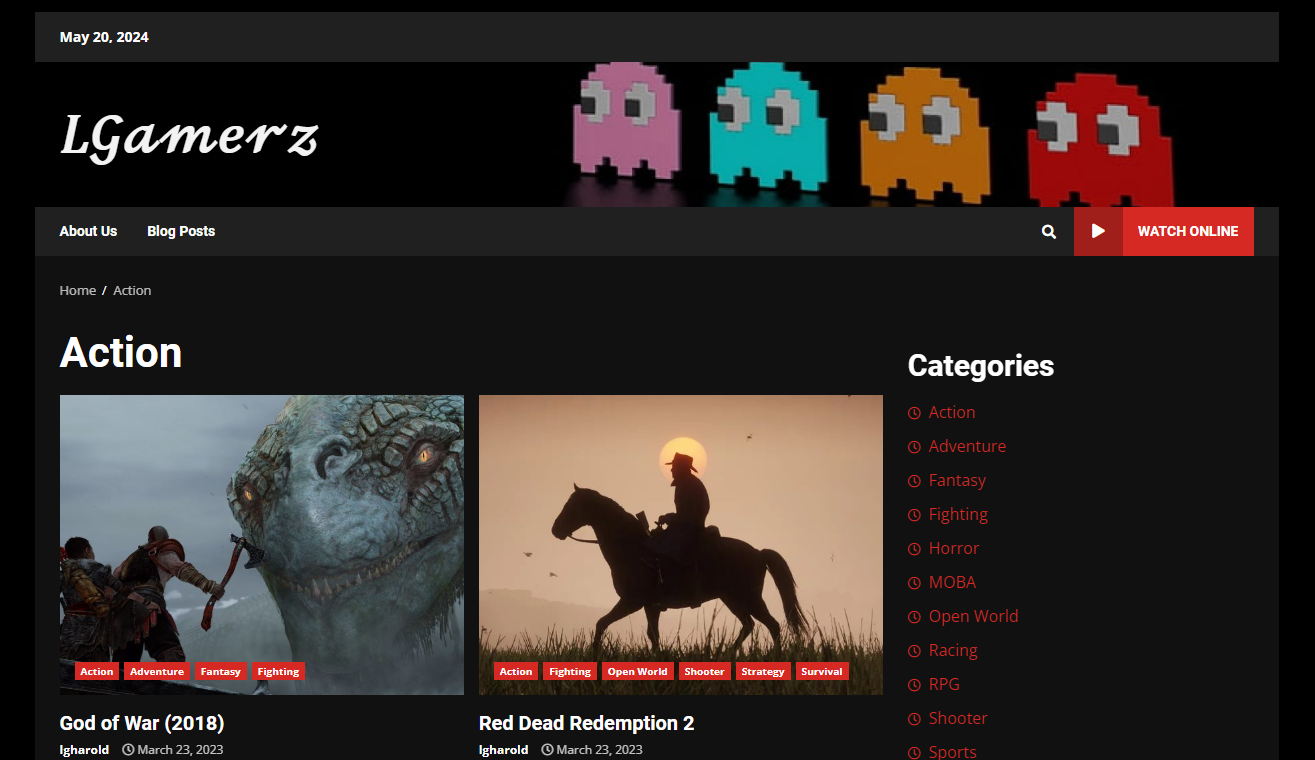 May 20, 2024
LGamerz
About Us Blog Posts WATCH ONLINE
Home / Action
Action
Action Adventure Fantasy Fighting
God of War (2018)
lgharold March 23, 2023
Action Fighting Open World Shooter Strategy Survival
Red Dead Redemption 2
lgharold March 23, 2023
Categories
Action
Adventure
Fantasy
Fighting
Horror
MOBA
Open World
Racing
RPG
Shooter
Sports